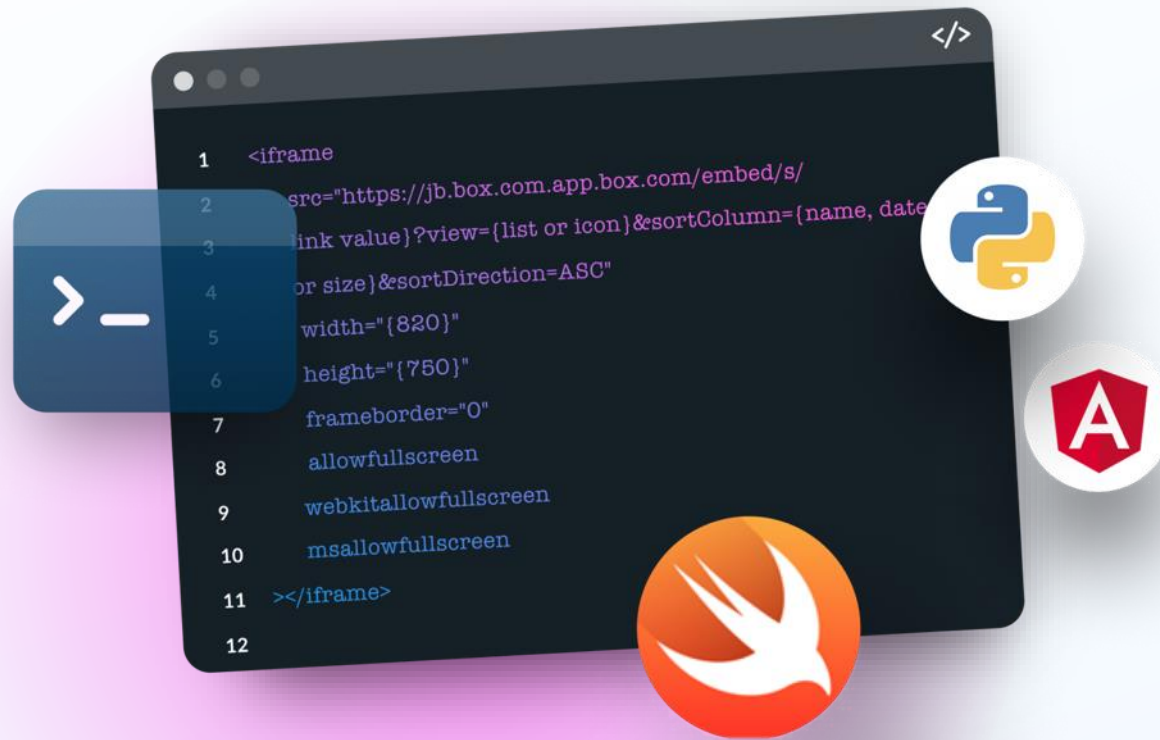 </>
1 <iframe
2 src="https://jb.box.com.app.box.com/embed/s/
3 link value}?view={list or icon}&sortColumn={name, date
4 or size}&sortDirection=ASC"
5 width="{820}"
6 height="{750}"
7 frameborder="0"
8 allowfullscreen
9 webkitallowfullscreen
10 msallowfullscreen
11 ></iframe>
12
>_
A